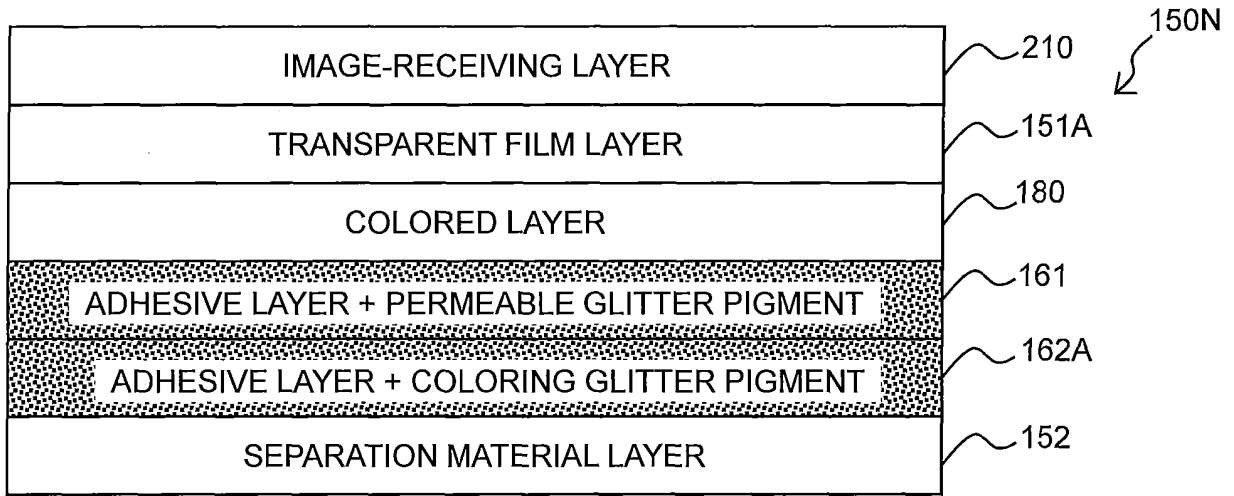 150N
IMAGE-RECEIVING LAYER 210
TRANSPARENT FILM LAYER 151A
COLORED LAYER 180
ADHESIVE LAYER + PERMEABLE GLITTER PIGMENT 161
ADHESIVE LAYER + COLORING GLITTER PIGMENT 162A
SEPARATION MATERIAL LAYER 152